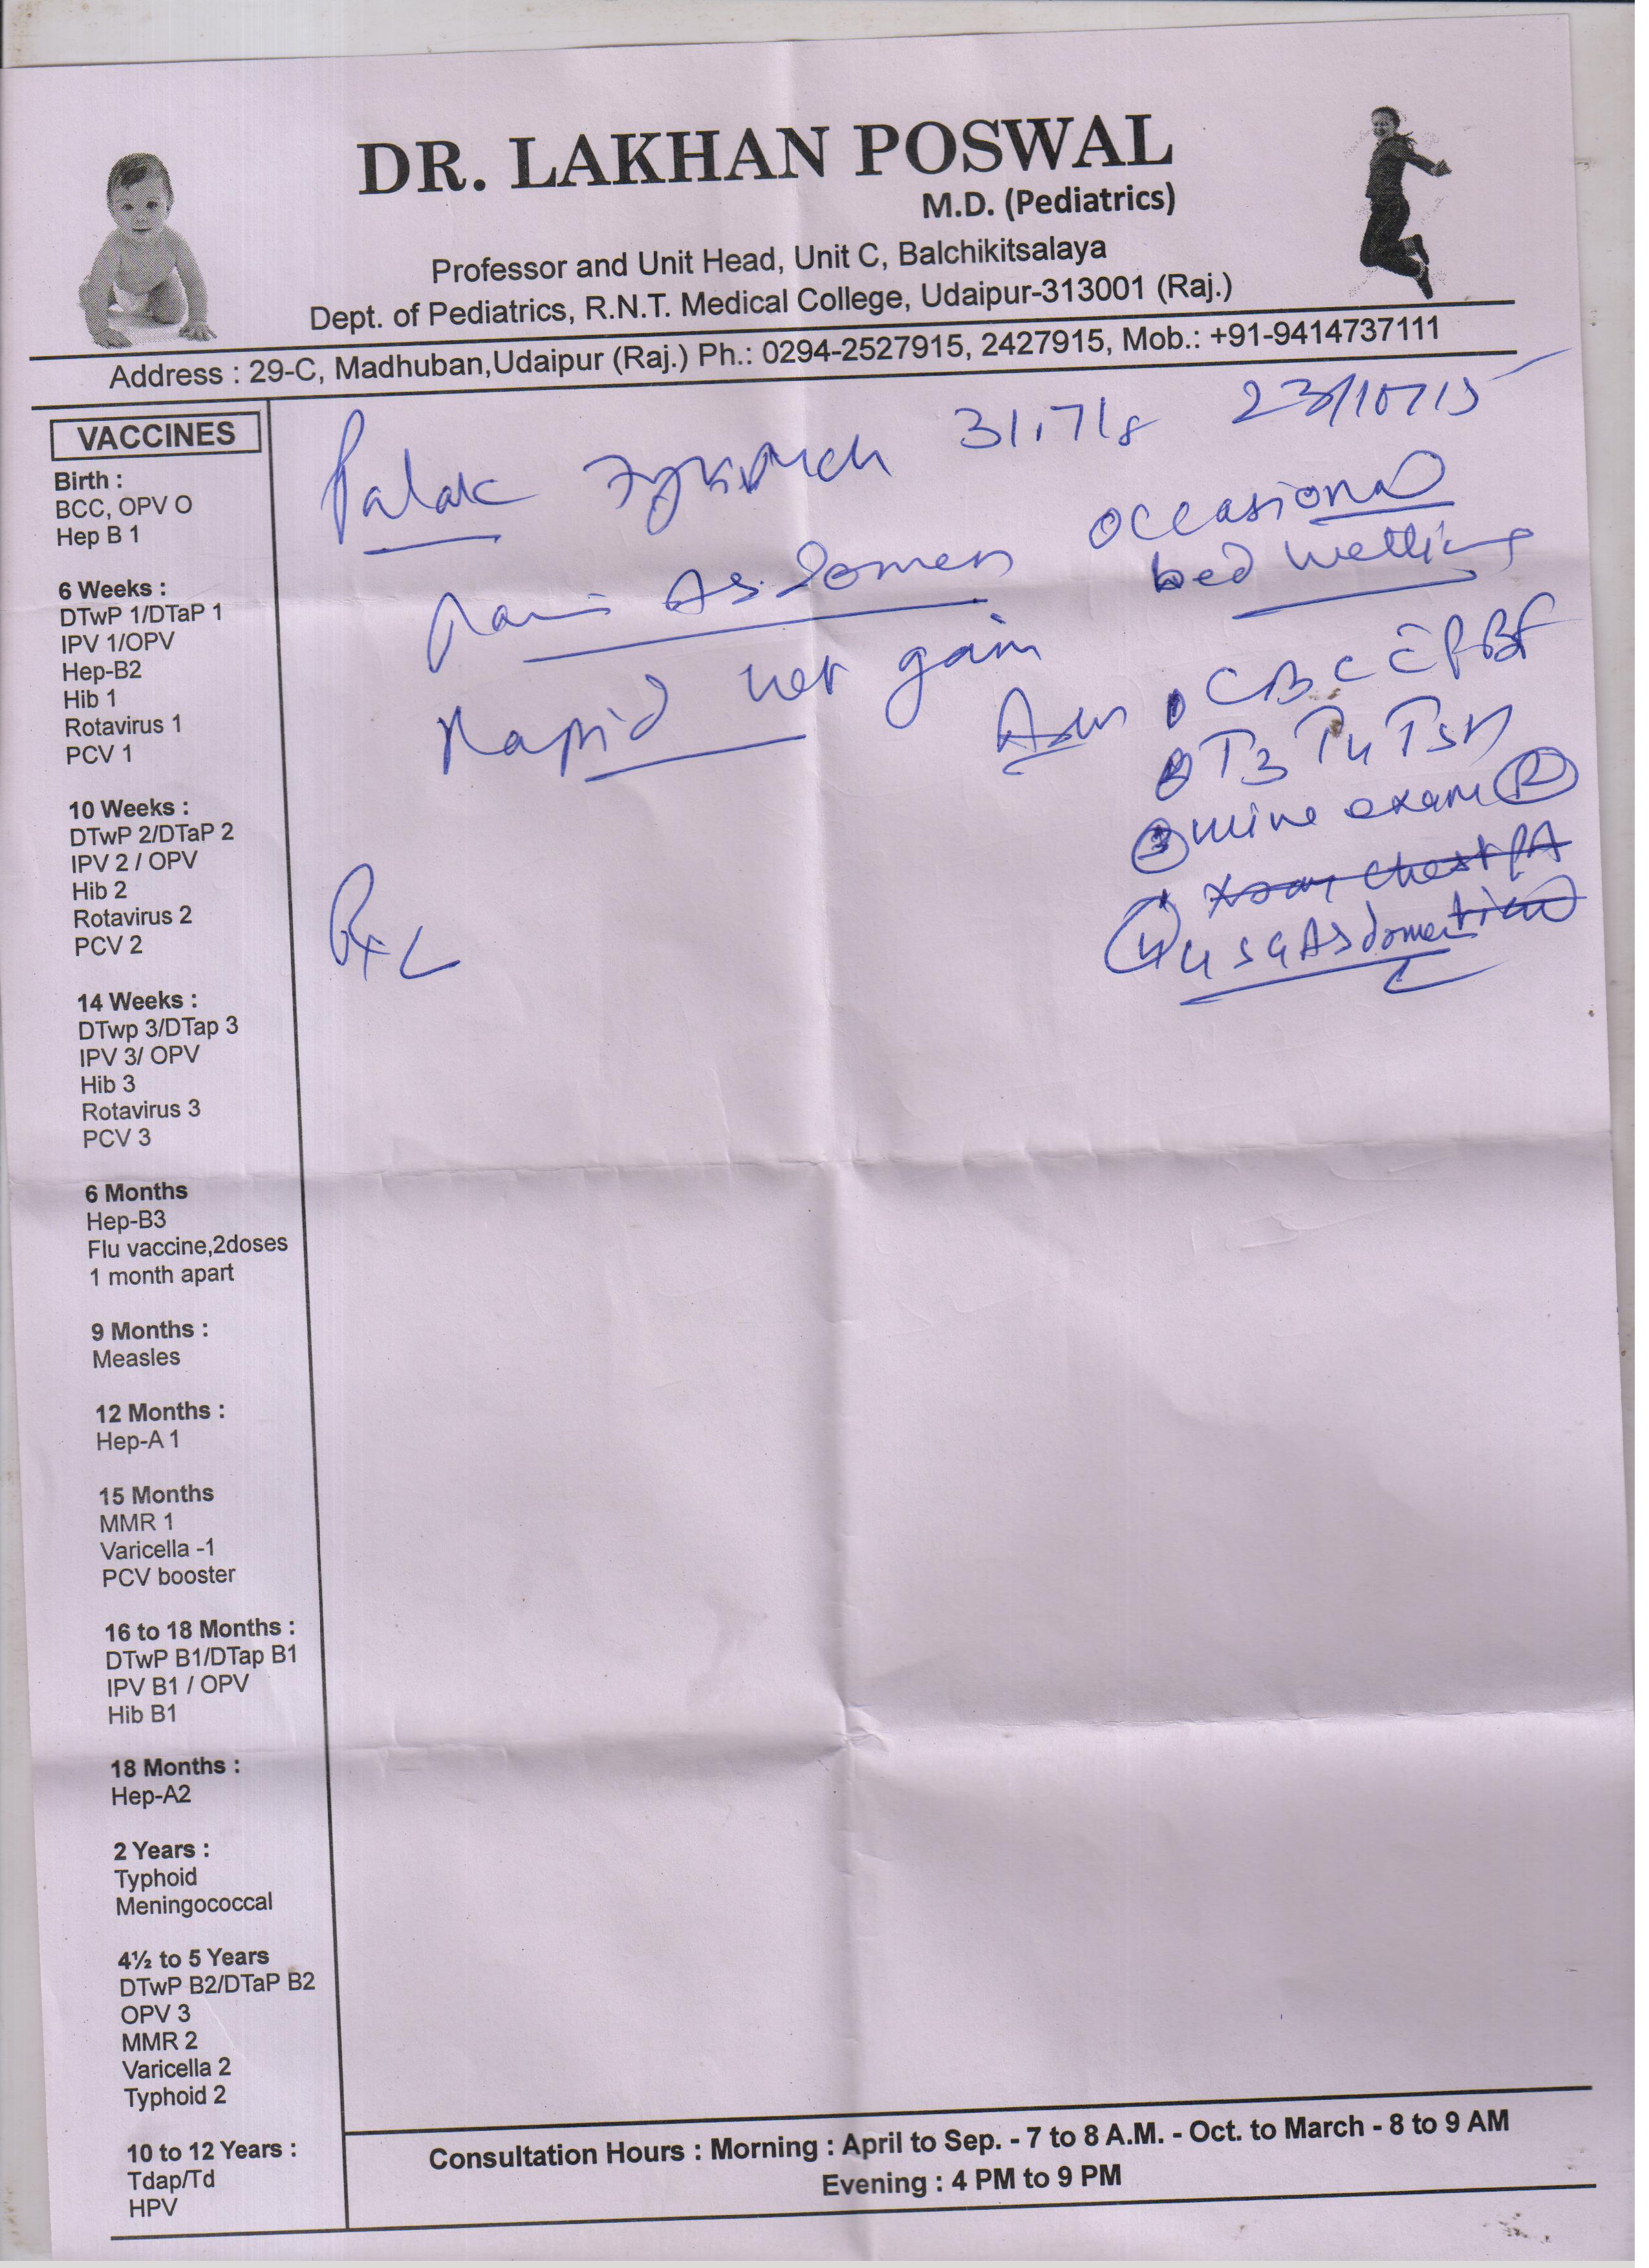 DR. LAKHAN POSWAL
M.D. (Pediatrics)
Professor and Unit Head, Unit C, Balchikitsalaya
Dept. of Pediatrics, R.N.T. Medical College, Udaipur-313001 (Raj.)
Address : 29-C, Madhuban,Udaipur (Raj.) Ph.: 0294-2527915, 2427915, Mob.: +91-9414737111
VACCINES
Birth :
BCC, OPV O
Hep B 1
6 Weeks :
DTwP 1/DTaP 1
IPV 1/OPV
Hep-B2
Hib 1
Rotavirus 1
PCV 1
10 Weeks :
DTwP 2/DTaP 2
IPV 2 / OPV
Hib 2
Rotavirus 2
PCV 2
14 Weeks :
DTwp 3/DTap 3
IPV 3/ OPV
Hib 3
Rotavirus 3
PCV 3
6 Months
Hep-B3
Flu vaccine,2doses
1 month apart
9 Months :
Measles
12 Months :
Hep-A 1
15 Months
MMR 1
Varicella -1
PCV booster
16 to 18 Months :
DTwP B1/DTap B1
IPV B1 / OPV
Hib B1
18 Months :
Hep-A2
2 Years :
Typhoid
Meningococcal
4½ to 5 Years
DTwP B2/DTaP B2
OPV 3
MMR 2
Varicella 2
Typhoid 2
10 to 12 Years :
Tdap/Td
HPV
Palak 23/10/15
Pain Abdomen
Rapid wt gain
occasional
bed wetting
CBC c̄ PBF
T3 T4 TSH
③ urine exam Ⓡ
Xray chest PA
④ USG Abdomen
Rx
Consultation Hours : Morning : April to Sep. - 7 to 8 A.M. - Oct. to March - 8 to 9 AM
Evening : 4 PM to 9 PM